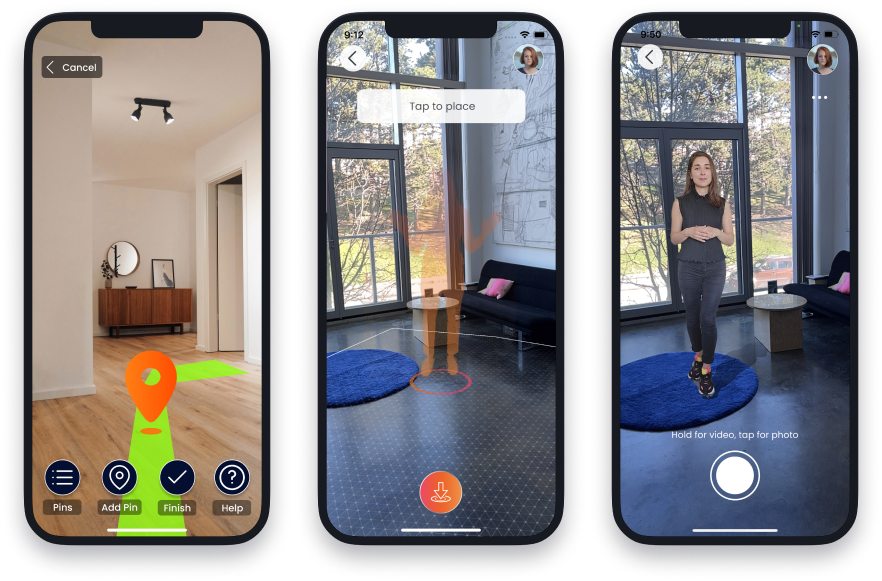 Cancel
Pins
Add Pin
Finish
Help
9:12
Tap to place
9:50
Hold for video, tap for photo